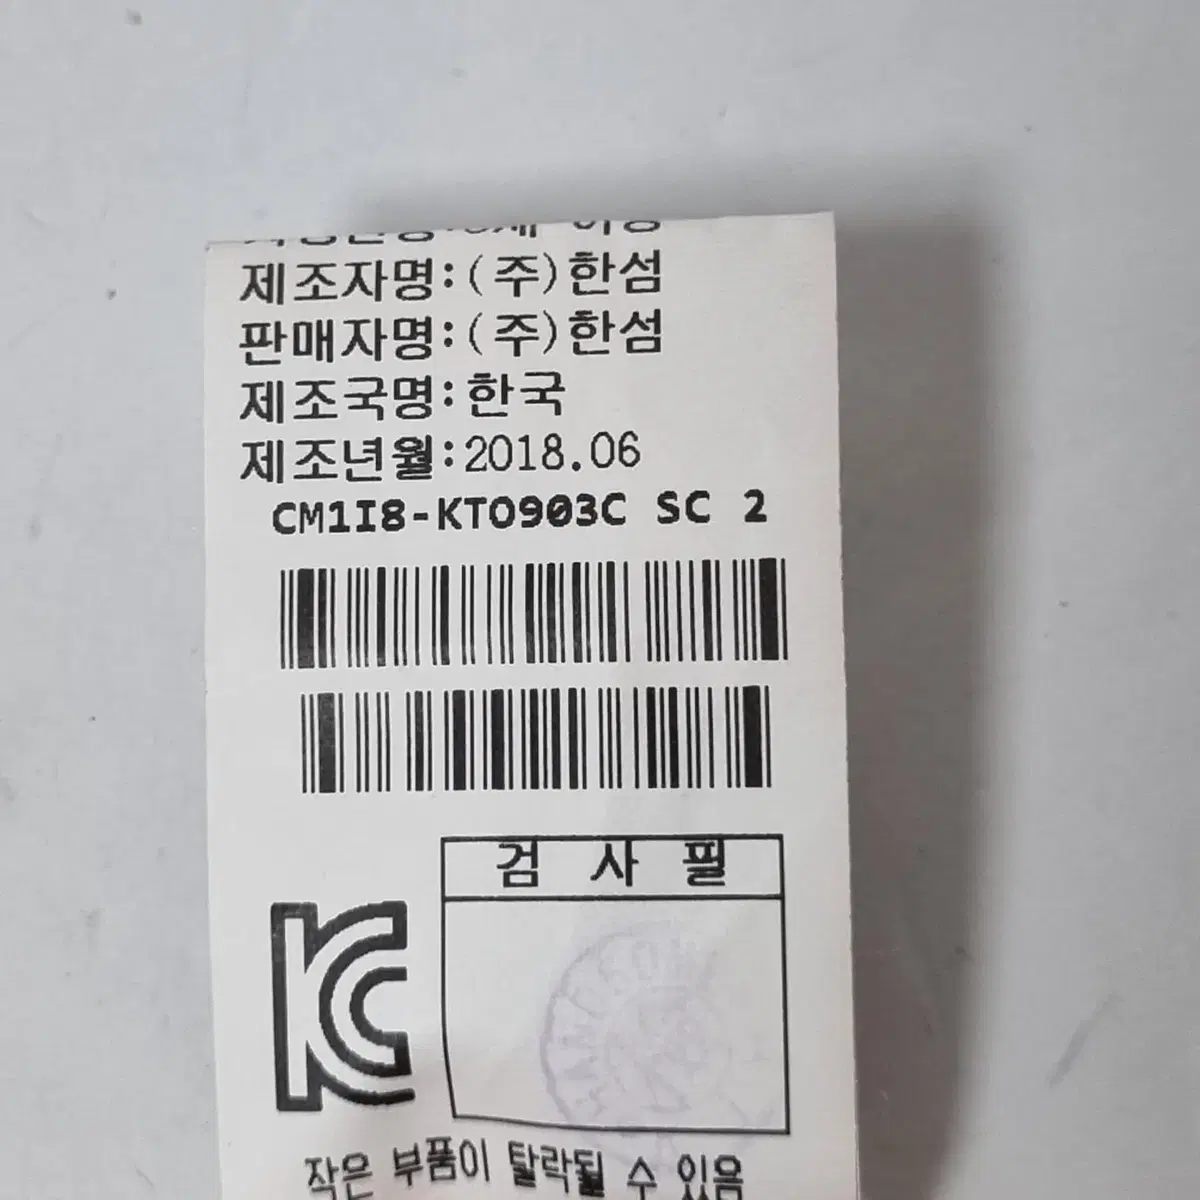 제조자명:(주)한섬
판매자명:(주)한섬
제조국명:한국
제조년월:2018.06
CM1I8-KTO903C SC 2
검 사 필
KC
작은 부품이 탈락될 수 있음